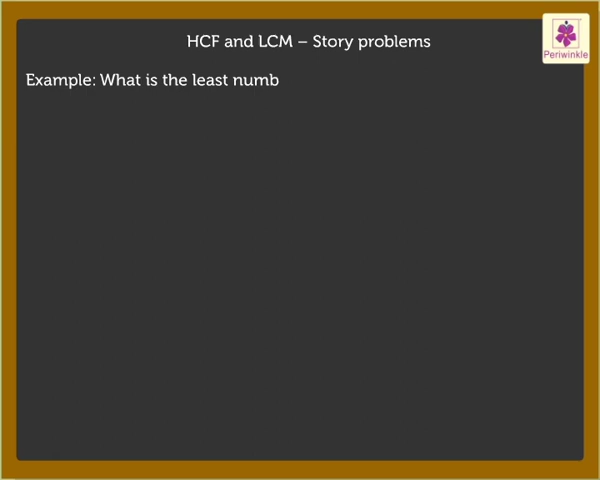 HCF and LCM – Story problems
Periwinkle
Example: What is the least numb